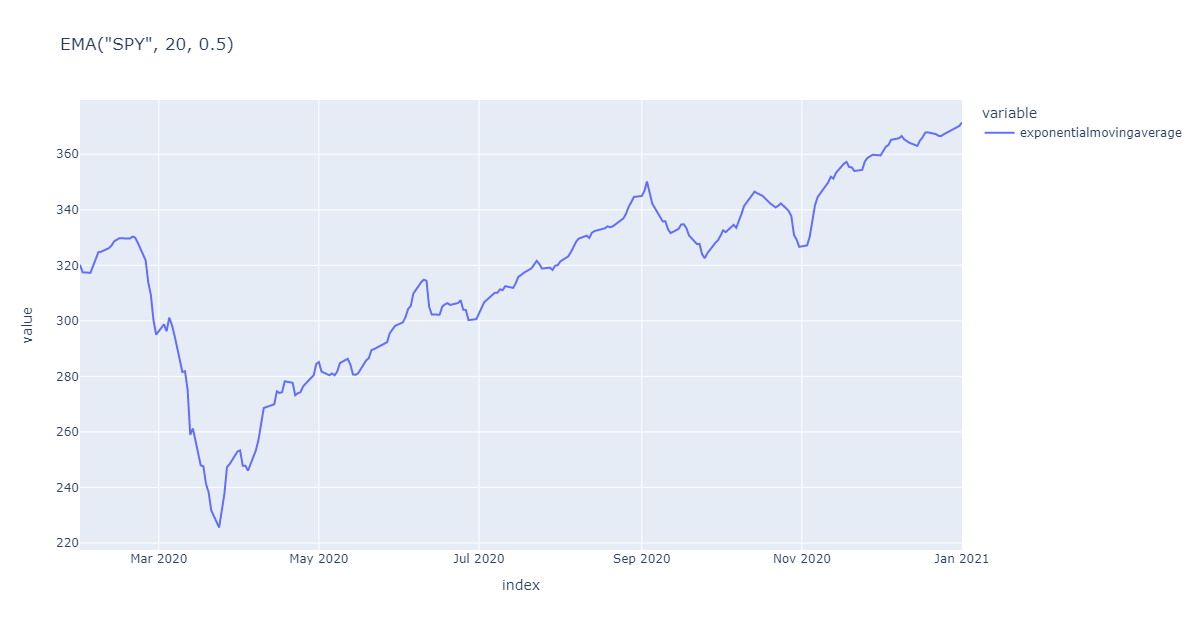 EMA("SPY", 20, 0.5)
variable
exponentialmovingaverage
value
360
340
320
300
280
260
240
220
Mar 2020
May 2020
Jul 2020
Sep 2020
Nov 2020
Jan 2021
index